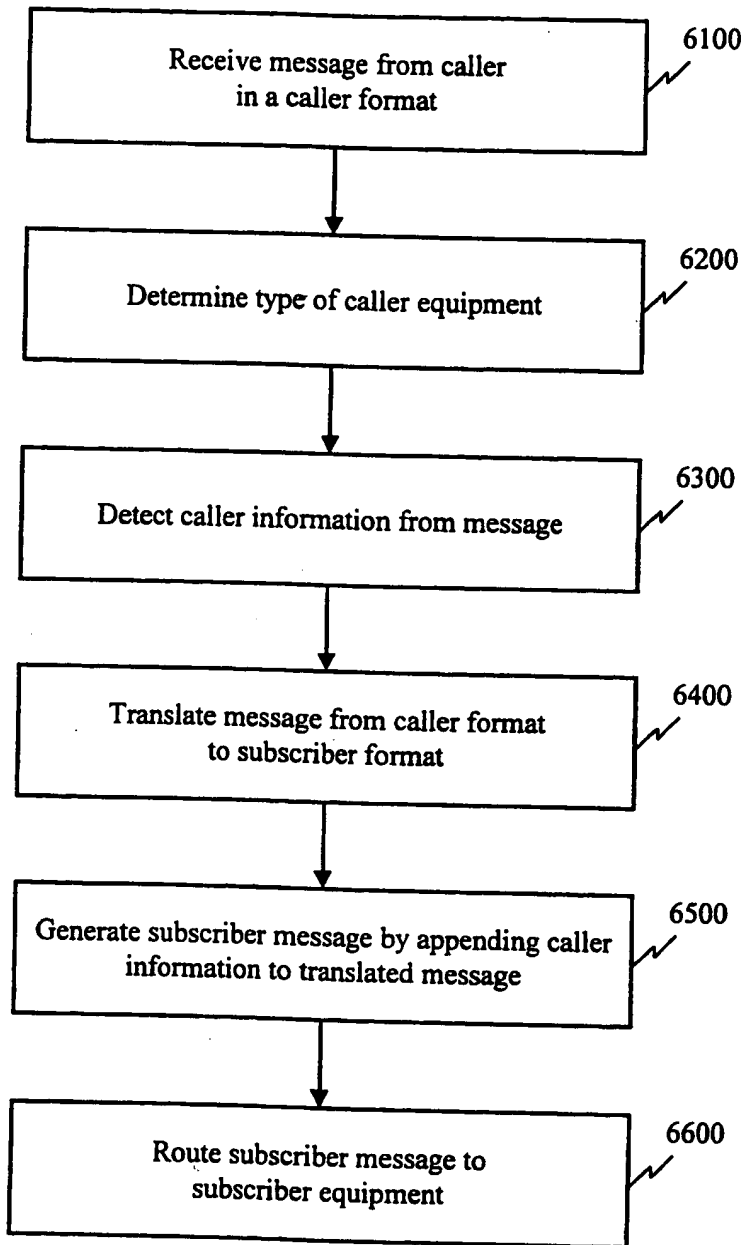 6100
Receive message from caller
in a caller format
6200
Determine type of caller equipment
6300
Detect caller information from message
6400
Translate message from caller format
to subscriber format
6500
Generate subscriber message by appending caller
information to translated message
6600
Route subscriber message to
subscriber equipment